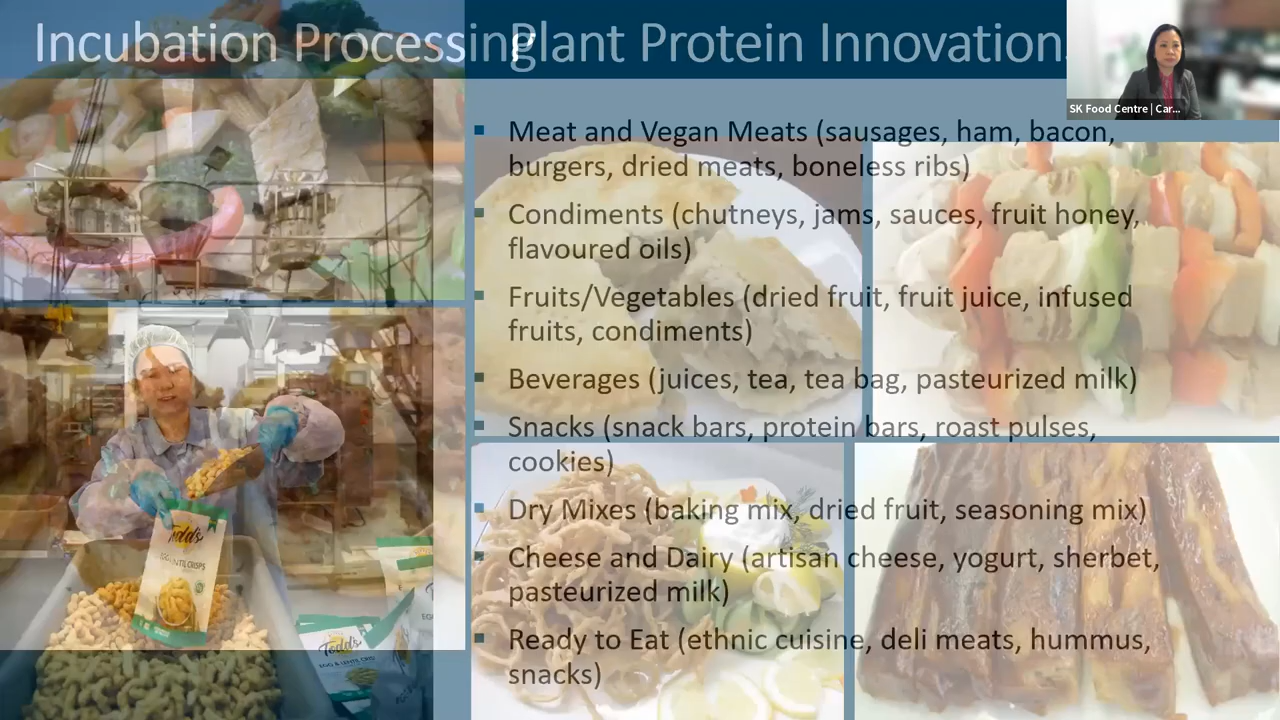 Incubation Processing
Plant Protein Innovation
SK Food Centre | Car...
▪ Meat and Vegan Meats (sausages, ham, bacon,
burgers, dried meats, boneless ribs)
▪ Condiments (chutneys, jams, sauces, fruit honey,
flavoured oils)
▪ Fruits/Vegetables (dried fruit, fruit juice, infused
fruits, condiments)
▪ Beverages (juices, tea, tea bag, pasteurized milk)
▪ Snacks (snack bars, protein bars, roast pulses,
cookies)
▪ Dry Mixes (baking mix, dried fruit, seasoning mix)
▪ Cheese and Dairy (artisan cheese, yogurt, sherbet,
pasteurized milk)
▪ Ready to Eat (ethnic cuisine, deli meats, hummus,
snacks)
Todd's
EGG & LENTIL CRISPS
Todd's